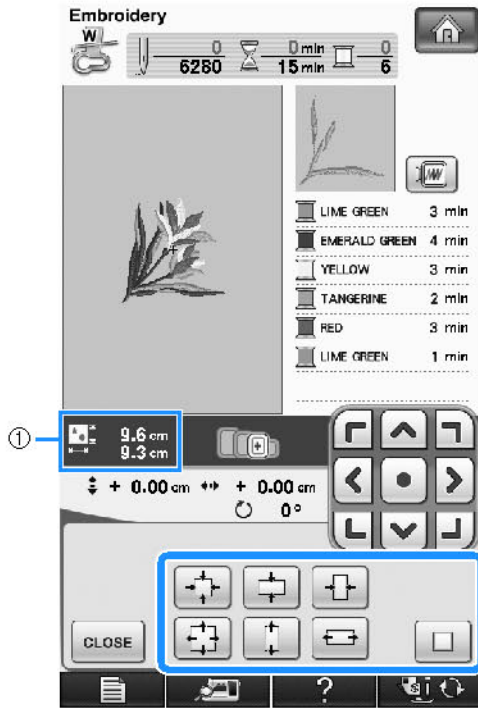 Embroidery
W
0 0 min 0
6280 15 min 6
LIME GREEN 3 min
EMERALD GREEN 4 min
YELLOW 3 min
TANGERINE 2 min
RED 3 min
LIME GREEN 1 min
① 9.6 cm
9.3 cm
+ 0.00 cm + 0.00 cm
0°
CLOSE
?